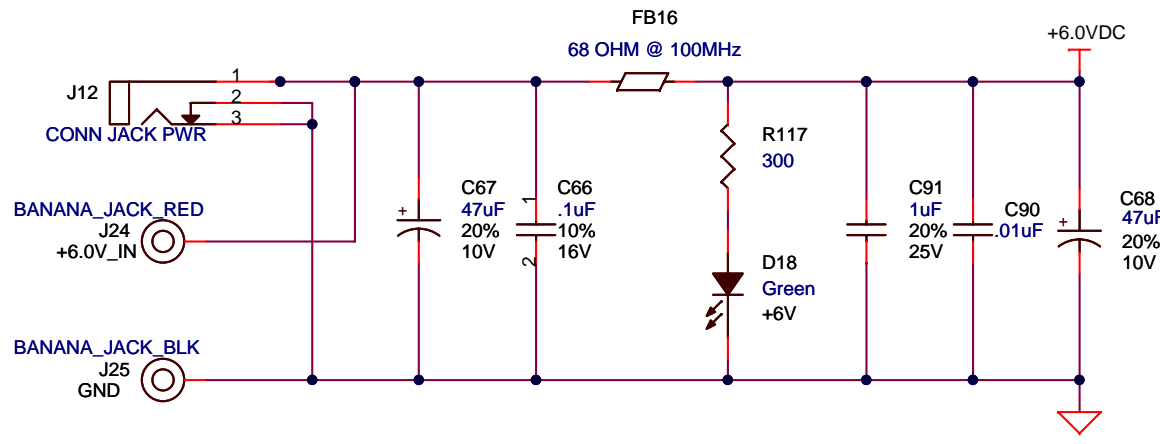 FB16
68 OHM @ 100MHz
+6.0VDC
J12
1
2
3
CONN JACK PWR
BANANA_JACK_RED
J24
+6.0V_IN
BANANA_JACK_BLK
J25
GND
+
C67
47uF
20%
10V
1
2
C66
.1uF
10%
16V
R117
300
D18
Green
+6V
C91
1uF
20%
25V
C90
.01uF
+
C68
47uF
20%
10V